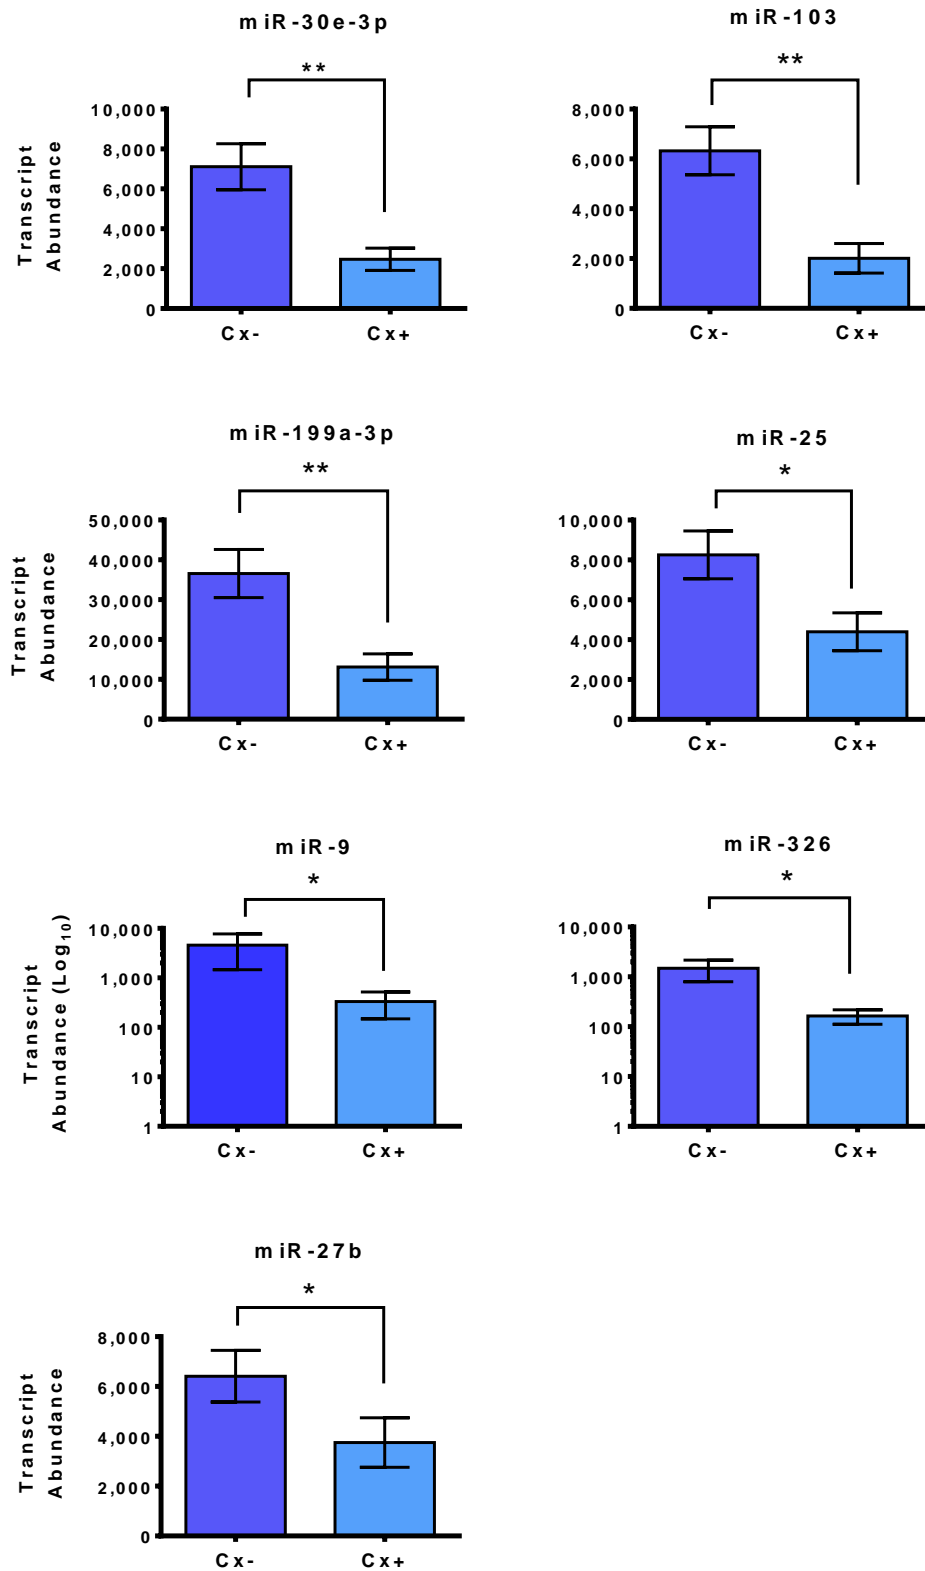 miR-30e-3p
**
Transcript
Abundance
10,000
8,000
6,000
4,000
2,000
0
Cx-
Cx+
miR-103
**
8,000
6,000
4,000
2,000
0
Cx-
Cx+
miR-199a-3p
**
Transcript
Abundance
50,000
40,000
30,000
20,000
10,000
0
Cx-
Cx+
miR-25
*
10,000
8,000
6,000
4,000
2,000
0
Cx-
Cx+
miR-9
*
Transcript
Abundance (Log₁₀)
10,000
1,000
100
10
1
Cx-
Cx+
miR-326
*
10,000
1,000
100
10
1
Cx-
Cx+
miR-27b
*
Transcript
Abundance
8,000
6,000
4,000
2,000
0
Cx-
Cx+